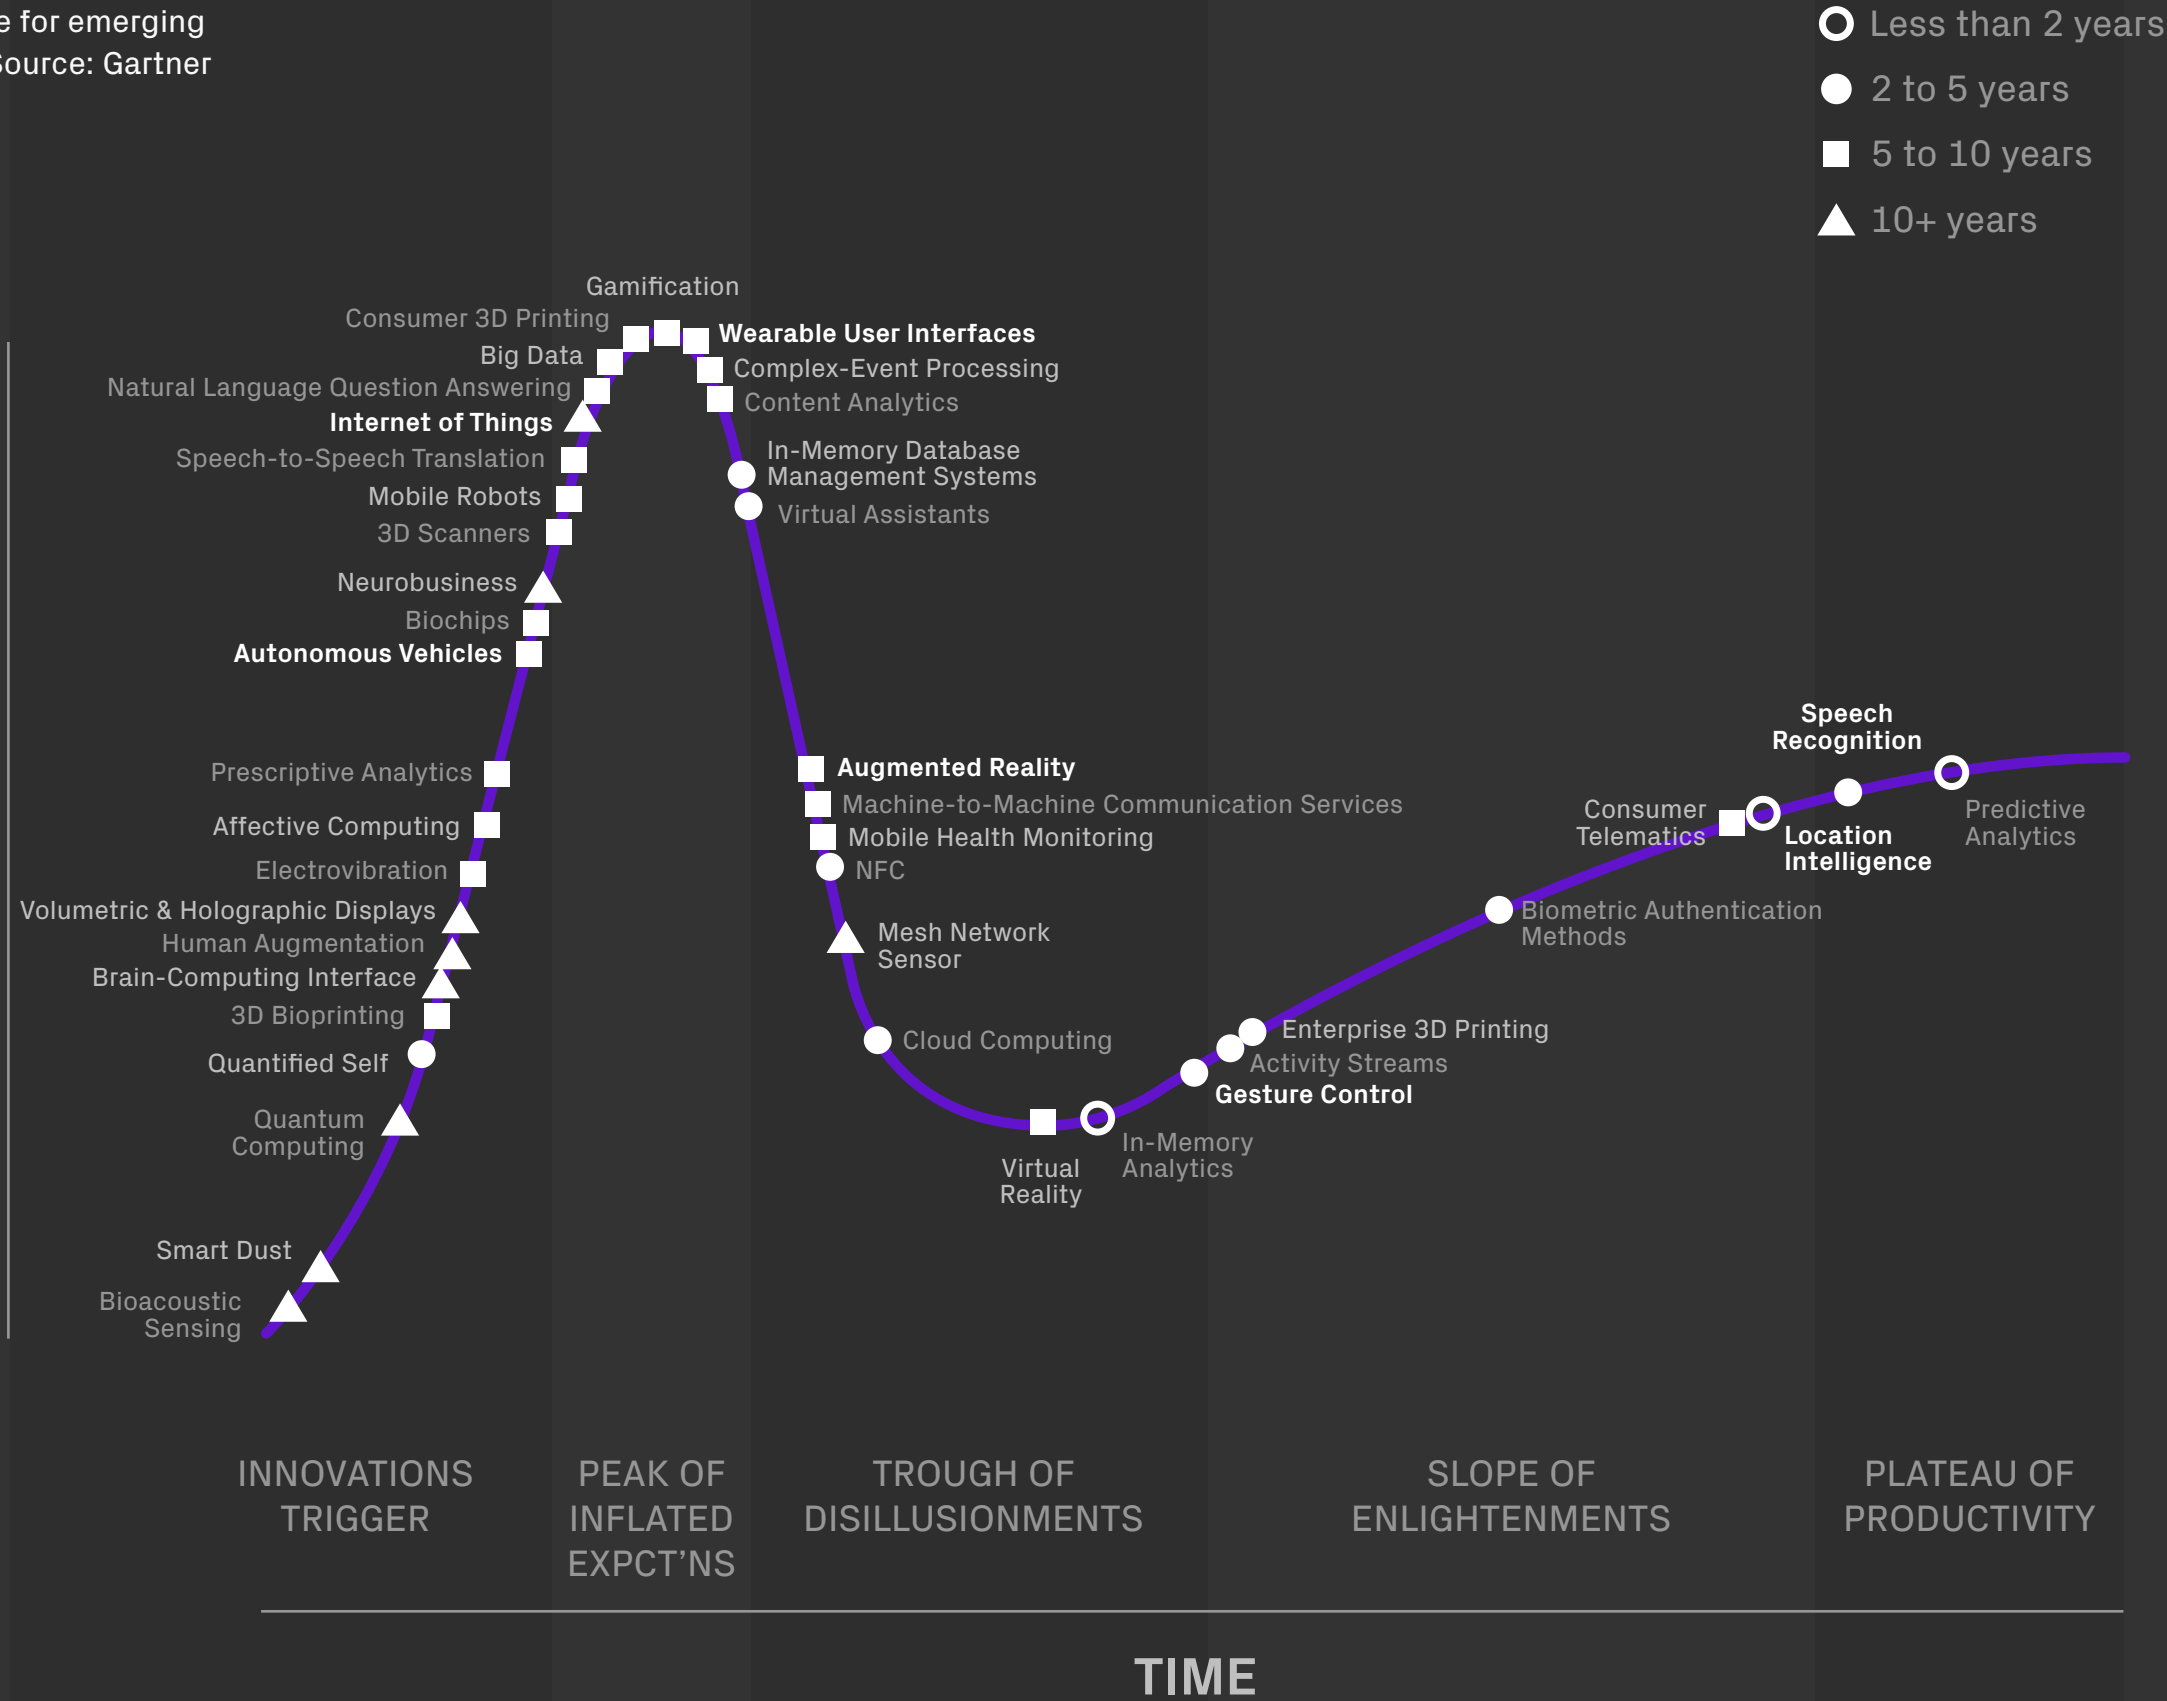 e for emerging
Source: Gartner
Less than 2 years
2 to 5 years
5 to 10 years
10+ years
Gamification
Consumer 3D Printing
Big Data
Natural Language Question Answering
Internet of Things
Speech-to-Speech Translation
Mobile Robots
3D Scanners
Neurobusiness
Biochips
Autonomous Vehicles
Prescriptive Analytics
Affective Computing
Electrovibration
Volumetric & Holographic Displays
Human Augmentation
Brain-Computing Interface
3D Bioprinting
Quantified Self
Quantum
Computing
Smart Dust
Bioacoustic
Sensing
Wearable User Interfaces
Complex-Event Processing
Content Analytics
In-Memory Database
Management Systems
Virtual Assistants
Augmented Reality
Machine-to-Machine Communication Services
Mobile Health Monitoring
NFC
Mesh Network
Sensor
Cloud Computing
Virtual
Reality
In-Memory
Analytics
Gesture Control
Activity Streams
Enterprise 3D Printing
Biometric Authentication
Methods
Consumer
Telematics
Location
Intelligence
Speech
Recognition
Predictive
Analytics
INNOVATIONS
TRIGGER
PEAK OF
INFLATED
EXPCT’NS
TROUGH OF
DISILLUSIONMENTS
SLOPE OF
ENLIGHTENMENTS
PLATEAU OF
PRODUCTIVITY
TIME